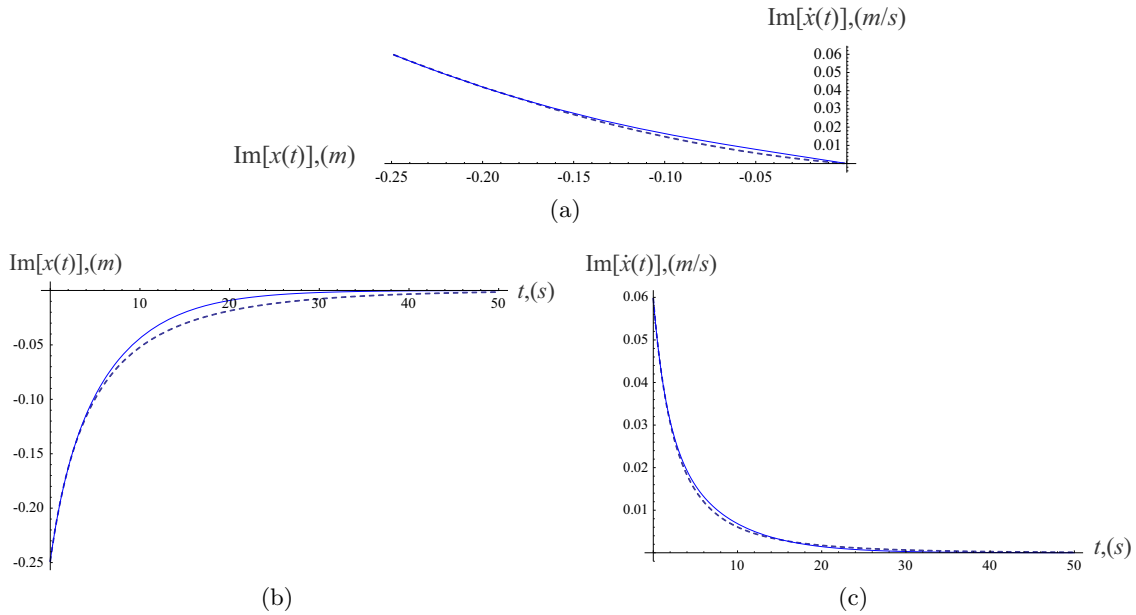 Im[ẋ(t)],(m/s)
0.06
0.05
0.04
0.03
0.02
0.01
Im[x(t)],(m)
-0.25 -0.20 -0.15 -0.10 -0.05
(a)
Im[x(t)],(m)
10 20 30 40 50
t,(s)
-0.05
-0.10
-0.15
-0.20
-0.25
(b)
Im[ẋ(t)],(m/s)
0.06
0.05
0.04
0.03
0.02
0.01
t,(s)
10 20 30 40 50
(c)